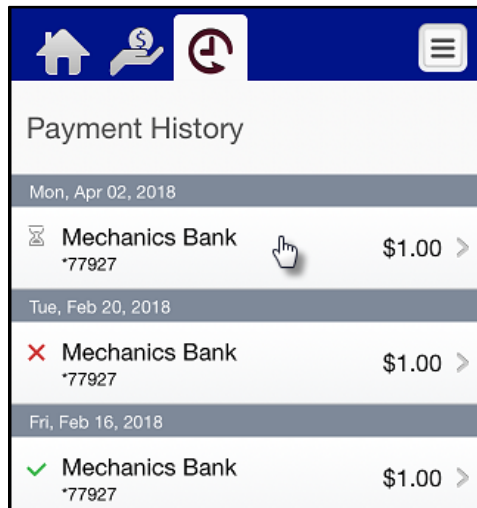 Payment History
Mon, Apr 02, 2018
Mechanics Bank
*77927
$1.00
Tue, Feb 20, 2018
Mechanics Bank
*77927
$1.00
Fri, Feb 16, 2018
Mechanics Bank
*77927
$1.00